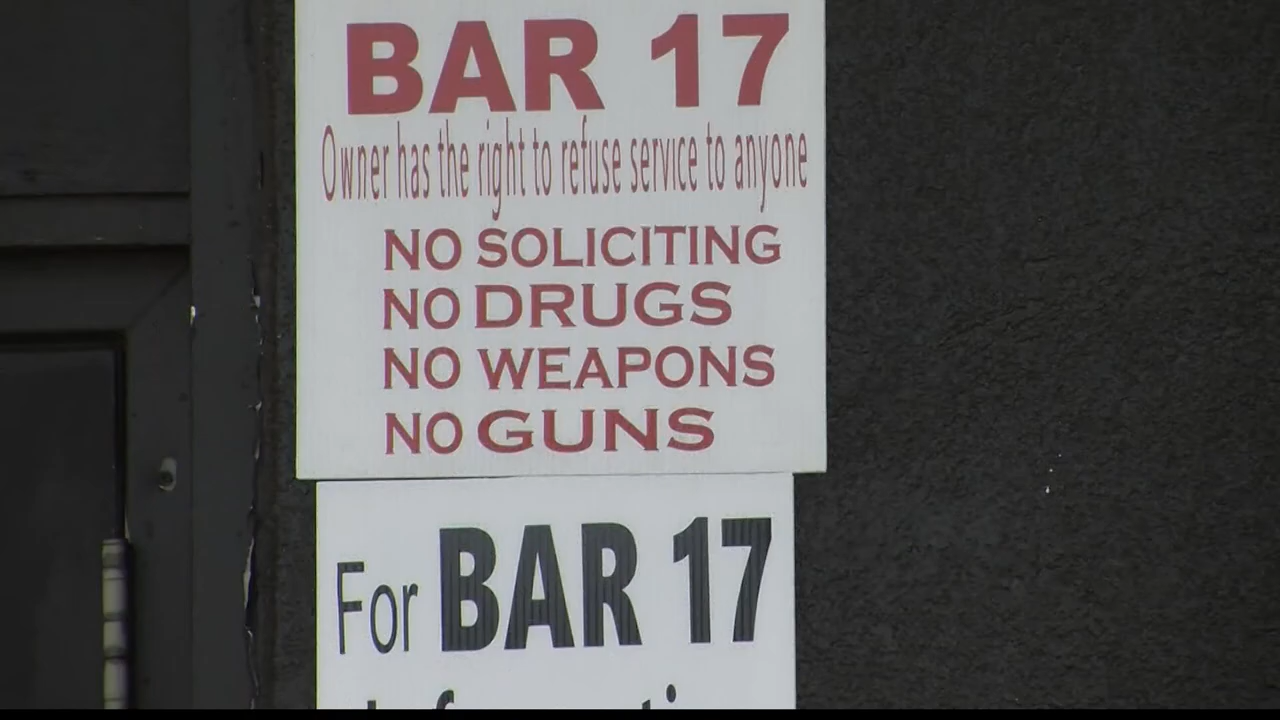 BAR 17
Owner has the right to refuse service to anyone
NO SOLICITING
NO DRUGS
NO WEAPONS
NO GUNS
For BAR 17